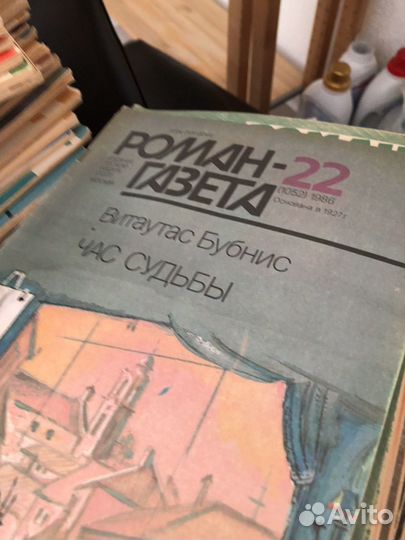 РОМАН-
ГАЗЕТА
22
(1052) 1986
Основана в 1927 г
Витаутас Бубнис
ЧАС СУДЬБЫ
Avito